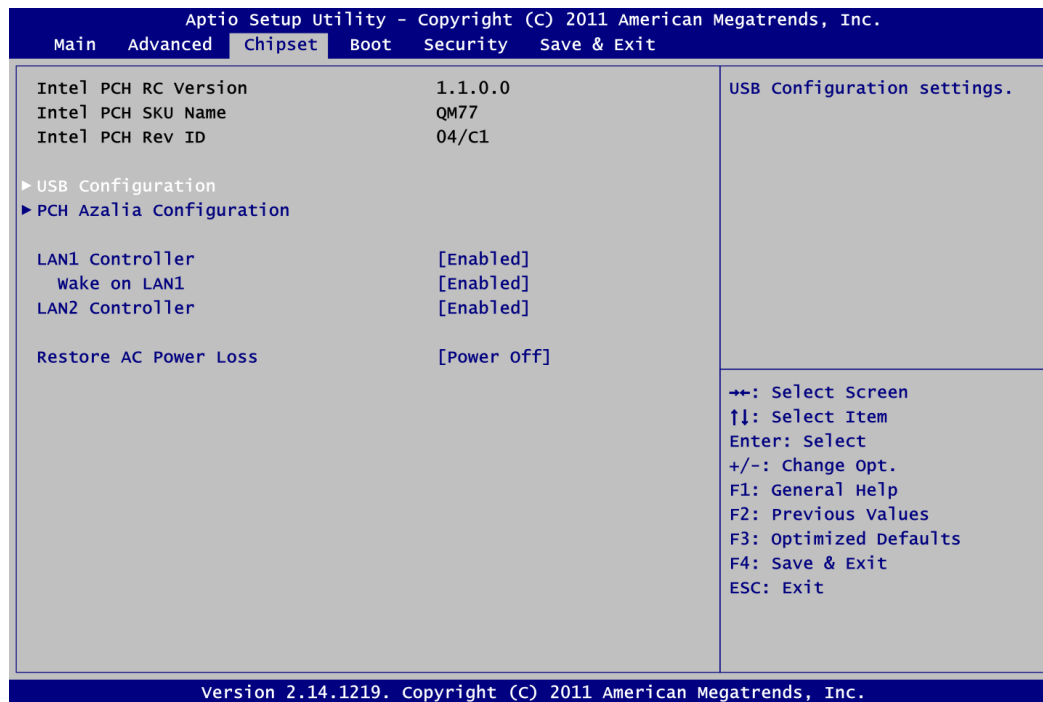 Aptio Setup Utility - Copyright (C) 2011 American Megatrends, Inc.
Main Advanced Chipset Boot Security Save & Exit
Intel PCH RC Version 1.1.0.0
Intel PCH SKU Name QM77
Intel PCH Rev ID 04/C1
►USB Configuration
►PCH Azalia Configuration
LAN1 Controller [Enabled]
Wake on LAN1 [Enabled]
LAN2 Controller [Enabled]
Restore AC Power Loss [Power Off]
USB Configuration settings.
→←: Select Screen
↑↓: Select Item
Enter: Select
+/-: Change Opt.
F1: General Help
F2: Previous Values
F3: Optimized Defaults
F4: Save & Exit
ESC: Exit
Version 2.14.1219. Copyright (C) 2011 American Megatrends, Inc.